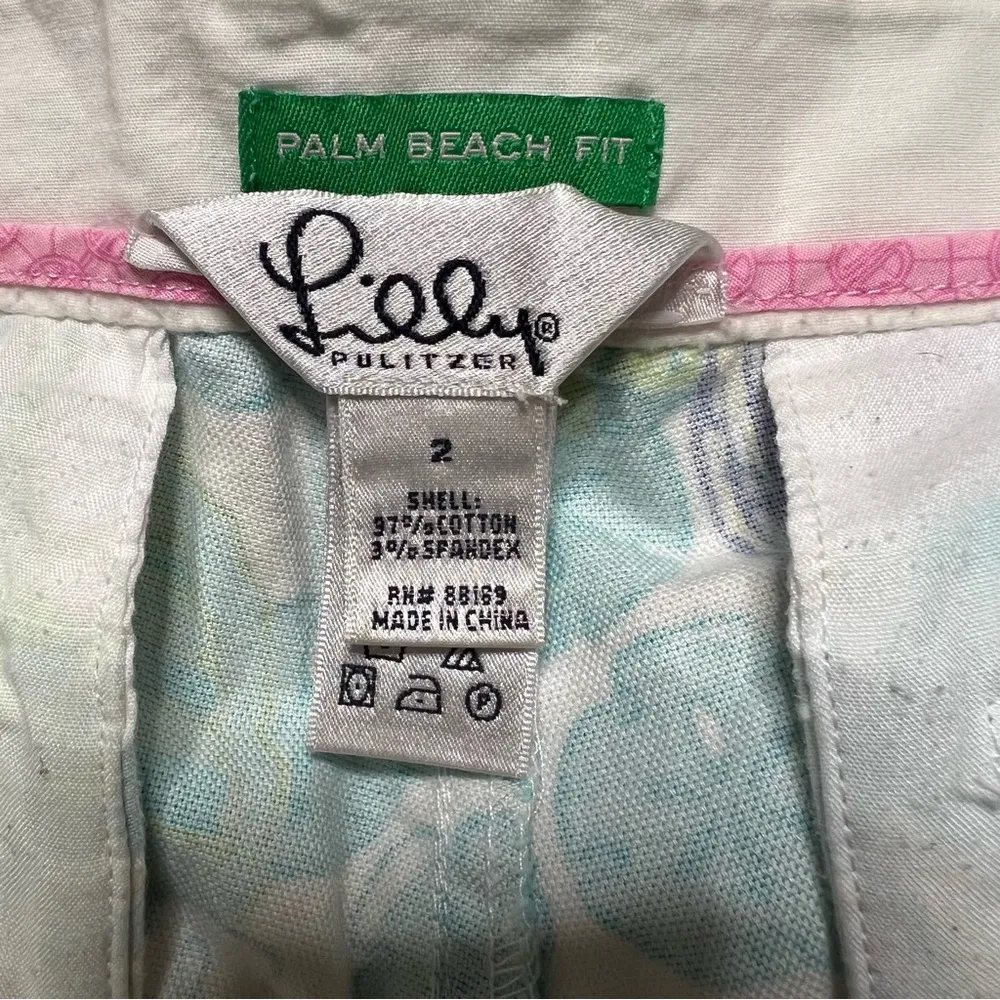 PALM BEACH FIT
Lilly®
PULITZER
2
SHELL:
97% COTTON
3% SPANDEX
RN# 88189
MADE IN CHINA
P